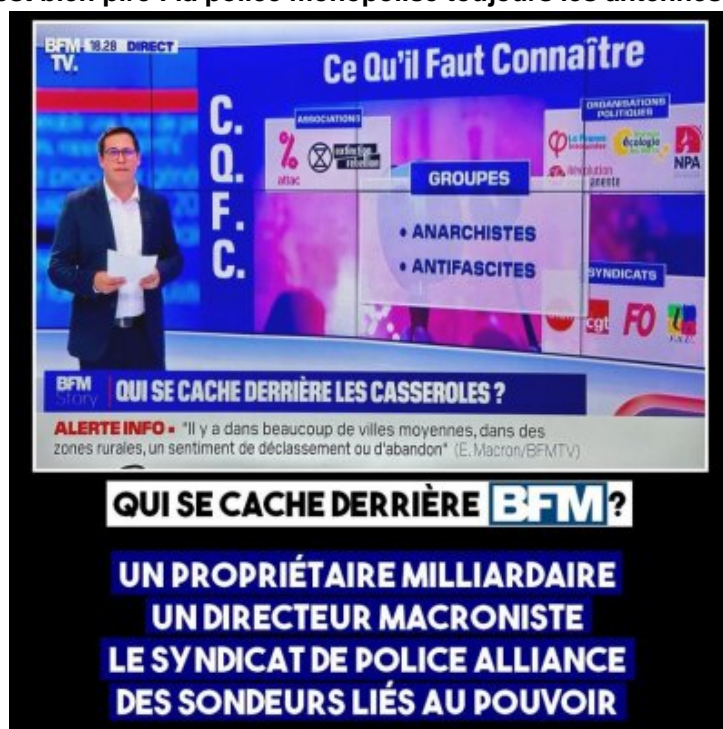 BFM 18.28 DIRECT
TV.
Ce Qu'il Faut Connaître
C.
Q.
F.
C.
ASSOCIATIONS
attac
extinction
rebellion
ORGANISATIONS
POLITIQUES
écologie
NPA
GROUPES
• ANARCHISTES
• ANTIFASCITES
SYNDICATS
cgt
FO
BFM
Story
QUI SE CACHE DERRIÈRE LES CASSEROLES ?
ALERTE INFO "Il y a dans beaucoup de villes moyennes, dans des
zones rurales, un sentiment de déclassement ou d'abandon" (E. Macron/BFMTV)
QUI SE CACHE DERRIÈRE BFM ?
UN PROPRIÉTAIRE MILLIARDAIRE
UN DIRECTEUR MACRONISTE
LE SYNDICAT DE POLICE ALLIANCE
DES SONDEURS LIÉS AU POUVOIR